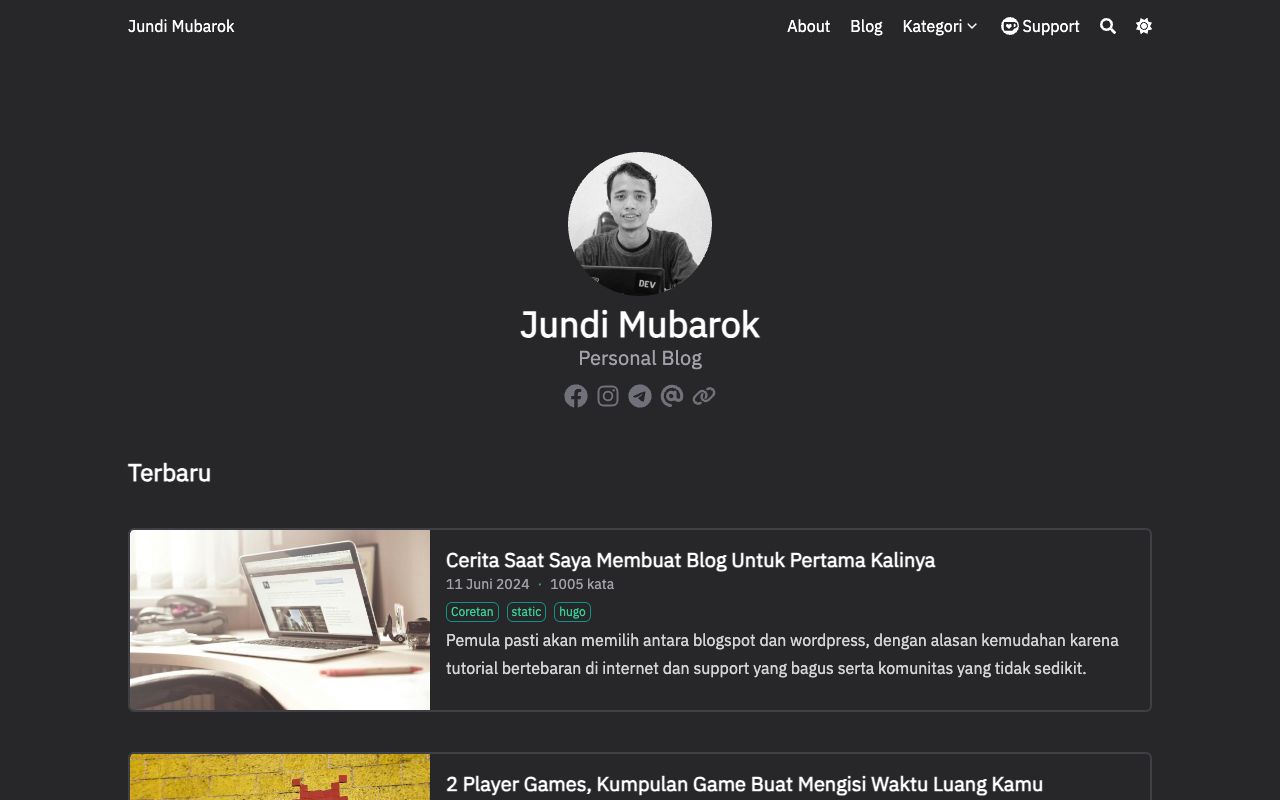 Jundi Mubarok
About
Blog
Kategori
Support
DEV
Jundi Mubarok
Personal Blog
Terbaru
Cerita Saat Saya Membuat Blog Untuk Pertama Kalinya
11 Juni 2024 · 1005 kata
Coretan static hugo
Pemula pasti akan memilih antara blogspot dan wordpress, dengan alasan kemudahan karena
tutorial bertebaran di internet dan support yang bagus serta komunitas yang tidak sedikit.
2 Player Games, Kumpulan Game Buat Mengisi Waktu Luang Kamu